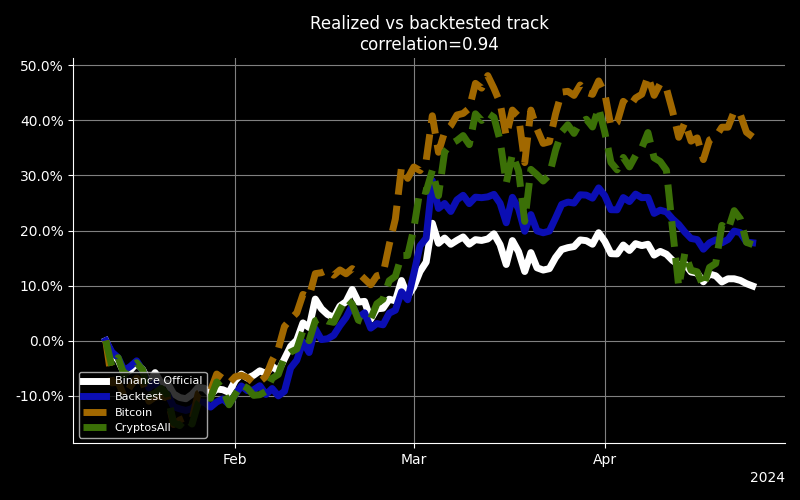 Realized vs backtested track
correlation=0.94
50.0%
40.0%
30.0%
20.0%
10.0%
0.0%
-10.0%
Binance Official
Backtest
Bitcoin
CryptosAll
Feb
Mar
Apr
2024